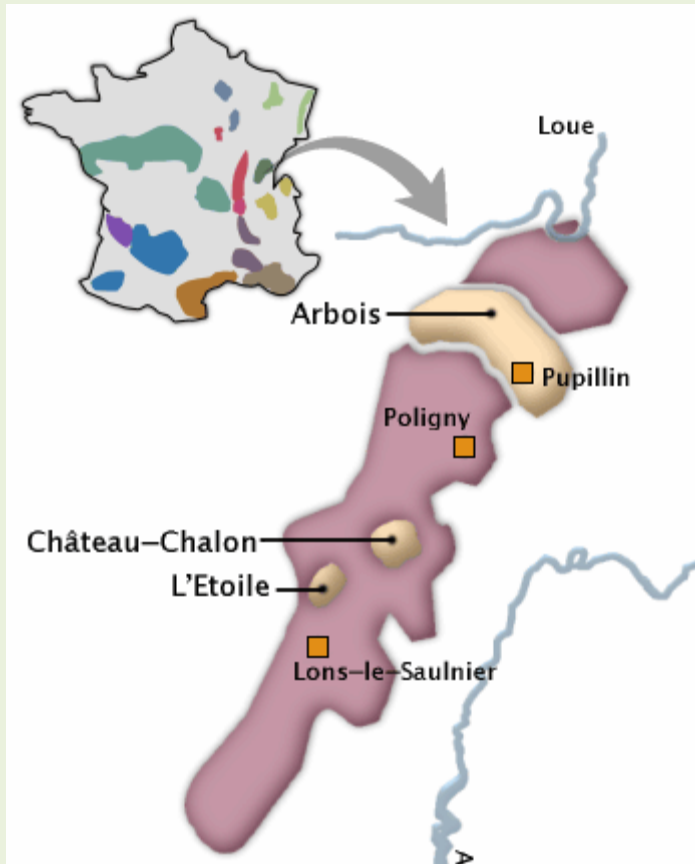 Loue
Arbois
Pupillin
Poligny
Château–Chalon
L'Etoile
Lons–le–Saulnier
A